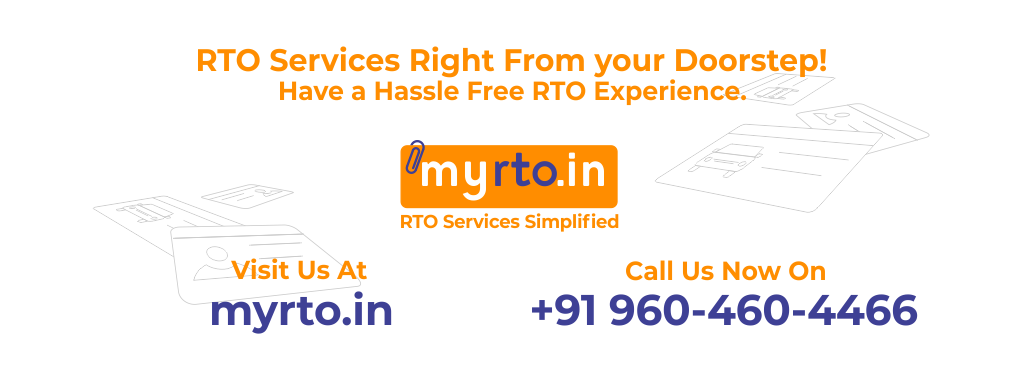 RTO Services Right From your Doorstep!
Have a Hassle Free RTO Experience.
myrto.in
RTO Services Simplified
Visit Us At
myrto.in
Call Us Now On
+91 960-460-4466